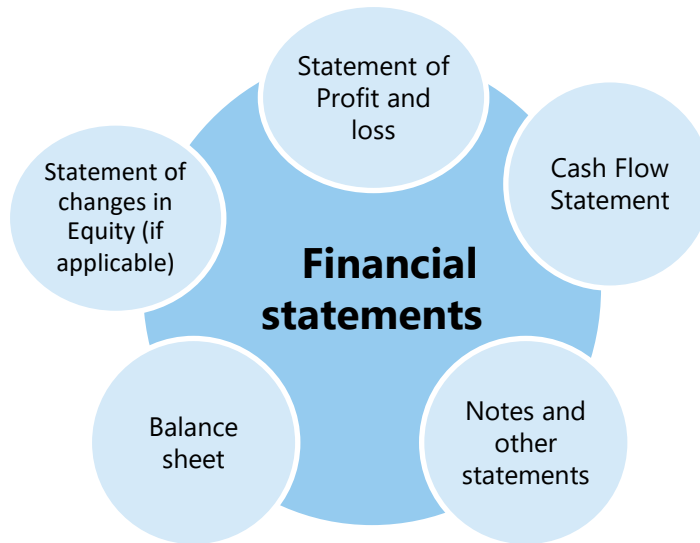 Statement of
Profit and
loss
Cash Flow
Statement
Statement of
changes in
Equity (if
applicable)
Financial
statements
Balance
sheet
Notes and
other
statements